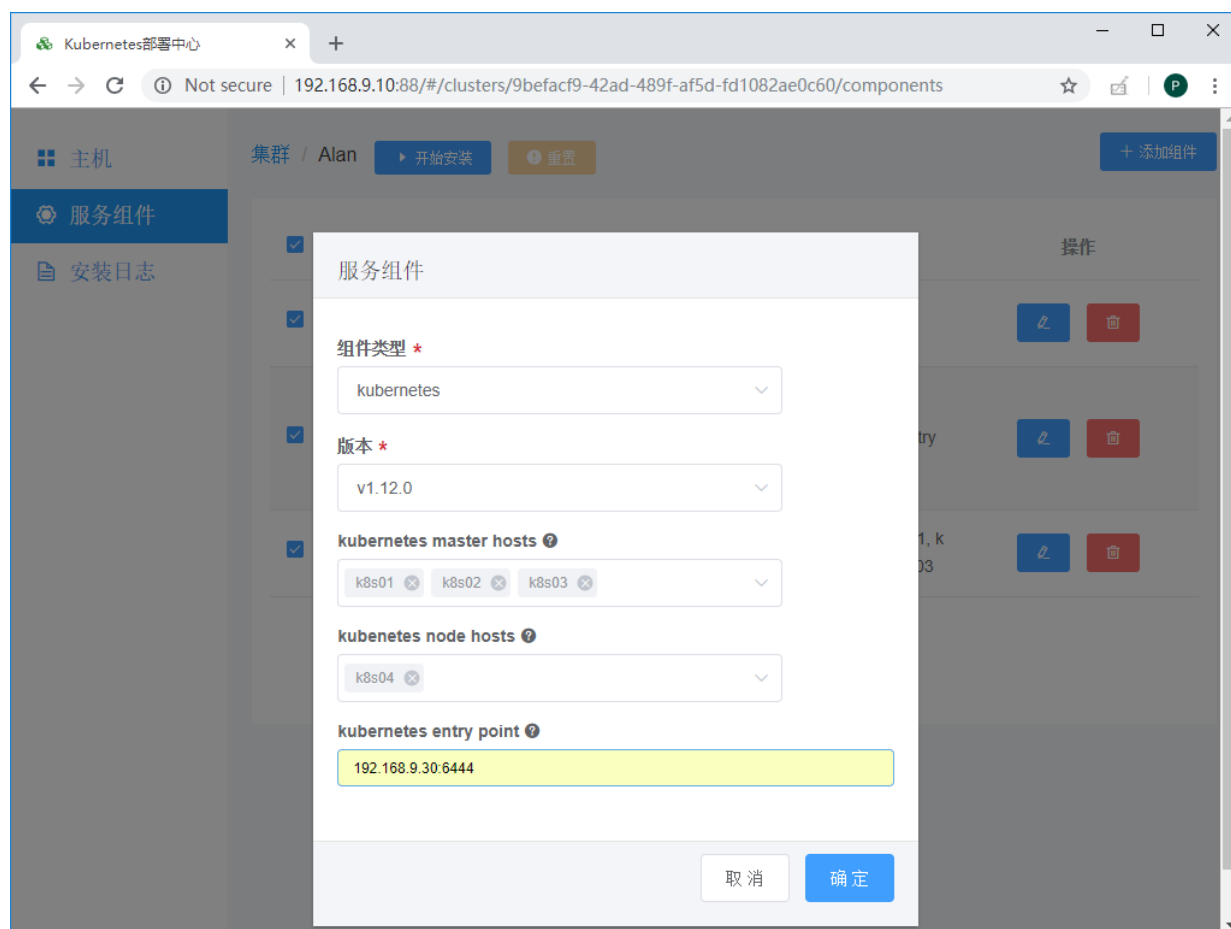 Kubernetes部署中心
Not secure | 192.168.9.10:88/#/clusters/9befacf9-42ad-489f-af5d-fd1082ae0c60/components
P
主机
集群 / Alan
开始安装
重置
+ 添加组件
服务组件
安装日志
操作
服务组件
组件类型 *
kubernetes
版本 *
try
v1.12.0
kubernetes master hosts
1, k
03
k8s01 k8s02 k8s03
kubenetes node hosts
k8s04
kubernetes entry point
192.168.9.30:6444
取消
确定